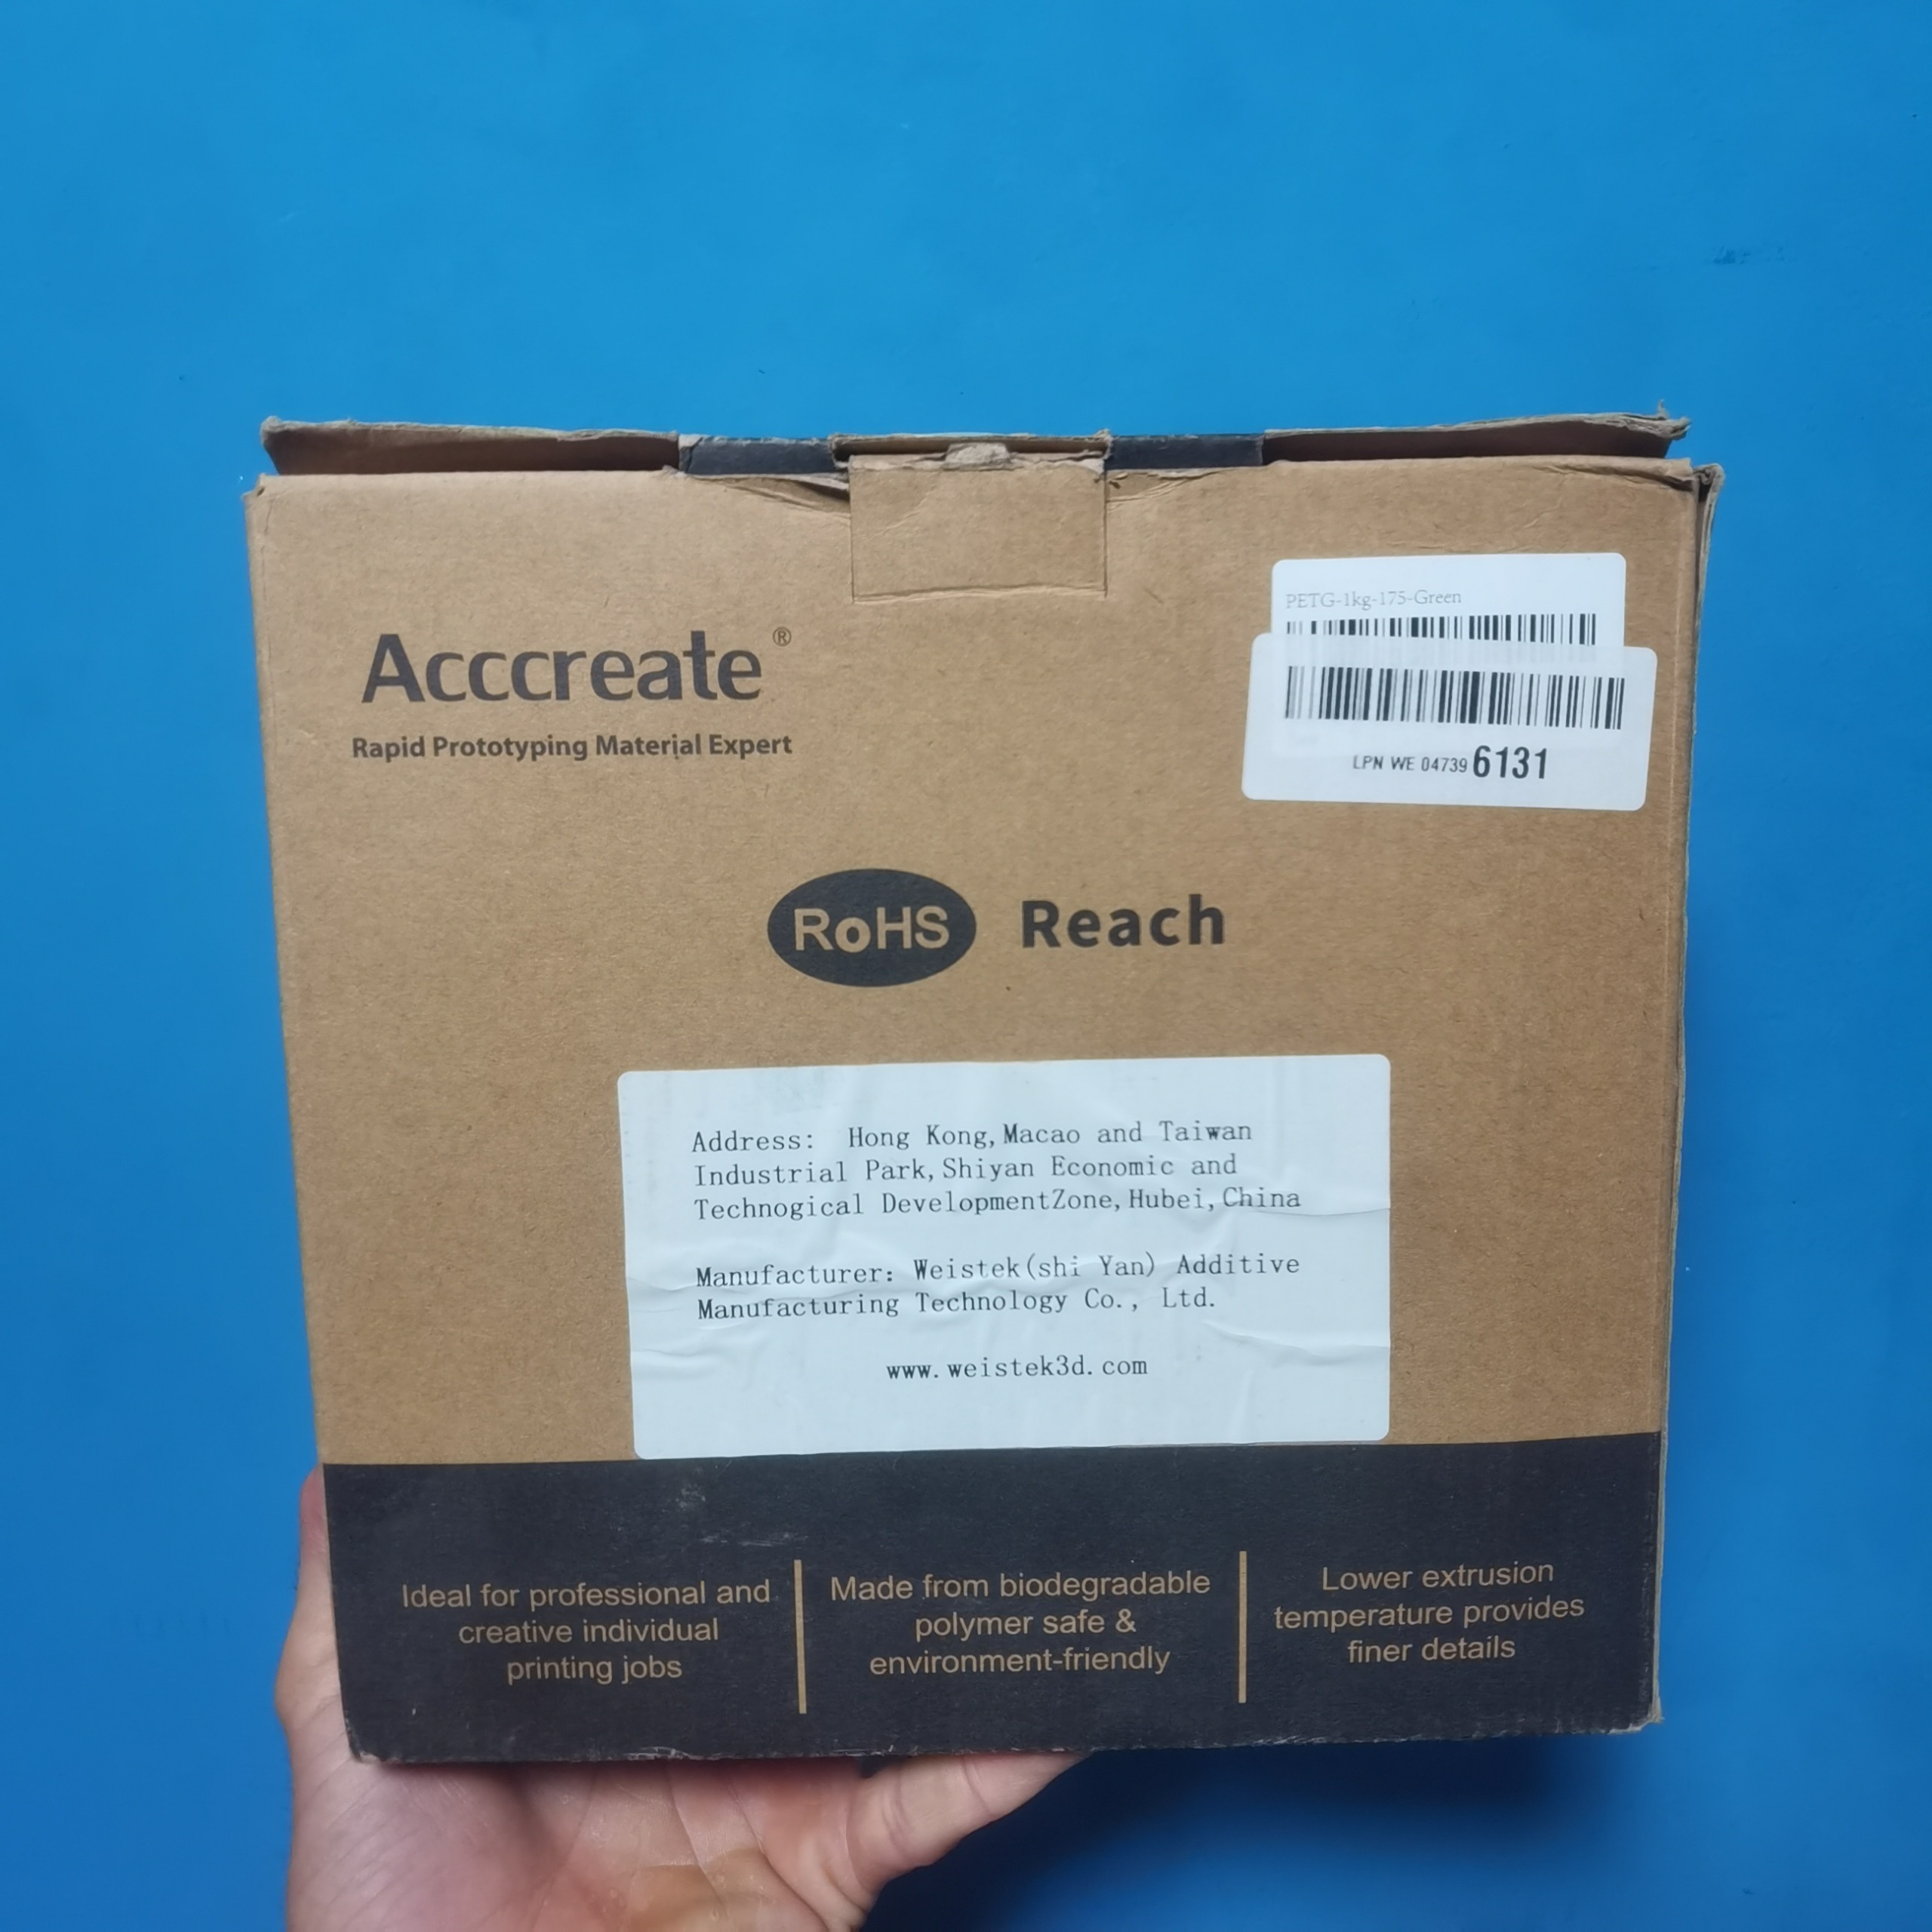 Acccreate®
Rapid Prototyping Material Expert
PETG-1kg-175-Green
LPN WE 047396131
RoHS Reach
Address: Hong Kong,Macao and Taiwan
Industrial Park,Shiyan Economic and
Technogical DevelopmentZone,Hubei,China
Manufacturer: Weistek(shi Yan) Additive
Manufacturing Technology Co., Ltd.
www.weistek3d.com
Ideal for professional and
creative individual
printing jobs
Made from biodegradable
polymer safe &
environment-friendly
Lower extrusion
temperature provides
finer details